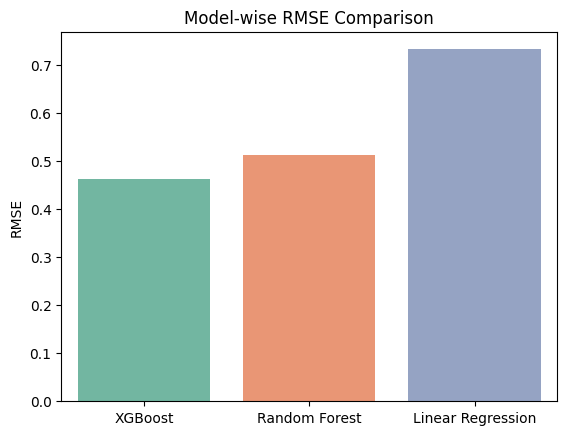 Model-wise RMSE Comparison
RMSE
0.7
0.6
0.5
0.4
0.3
0.2
0.1
0.0
XGBoost
Random Forest
Linear Regression